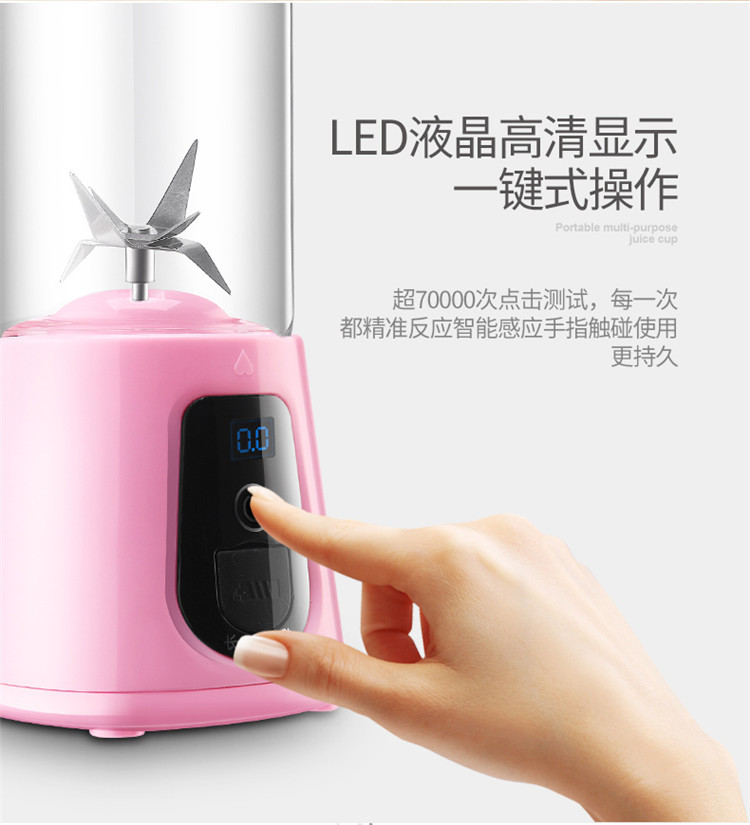 LED液晶高清显示
一键式操作
Portable multi-purpose
juice cup
超70000次点击测试，每一次
都精准反应智能感应手指触碰使用
更持久
0.0
长